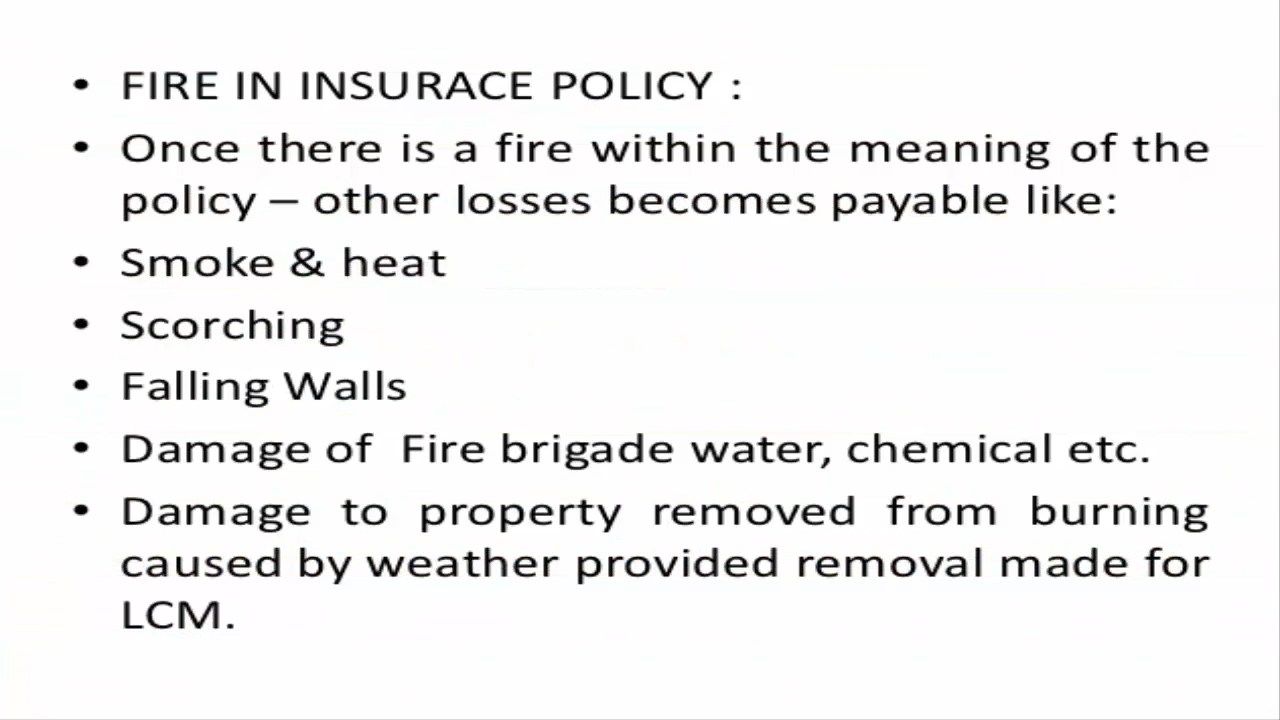 • FIRE IN INSURACE POLICY :
• Once there is a fire within the meaning of the
policy – other losses becomes payable like:
• Smoke & heat
• Scorching
• Falling Walls
• Damage of Fire brigade water, chemical etc.
• Damage to property removed from burning
caused by weather provided removal made for
LCM.